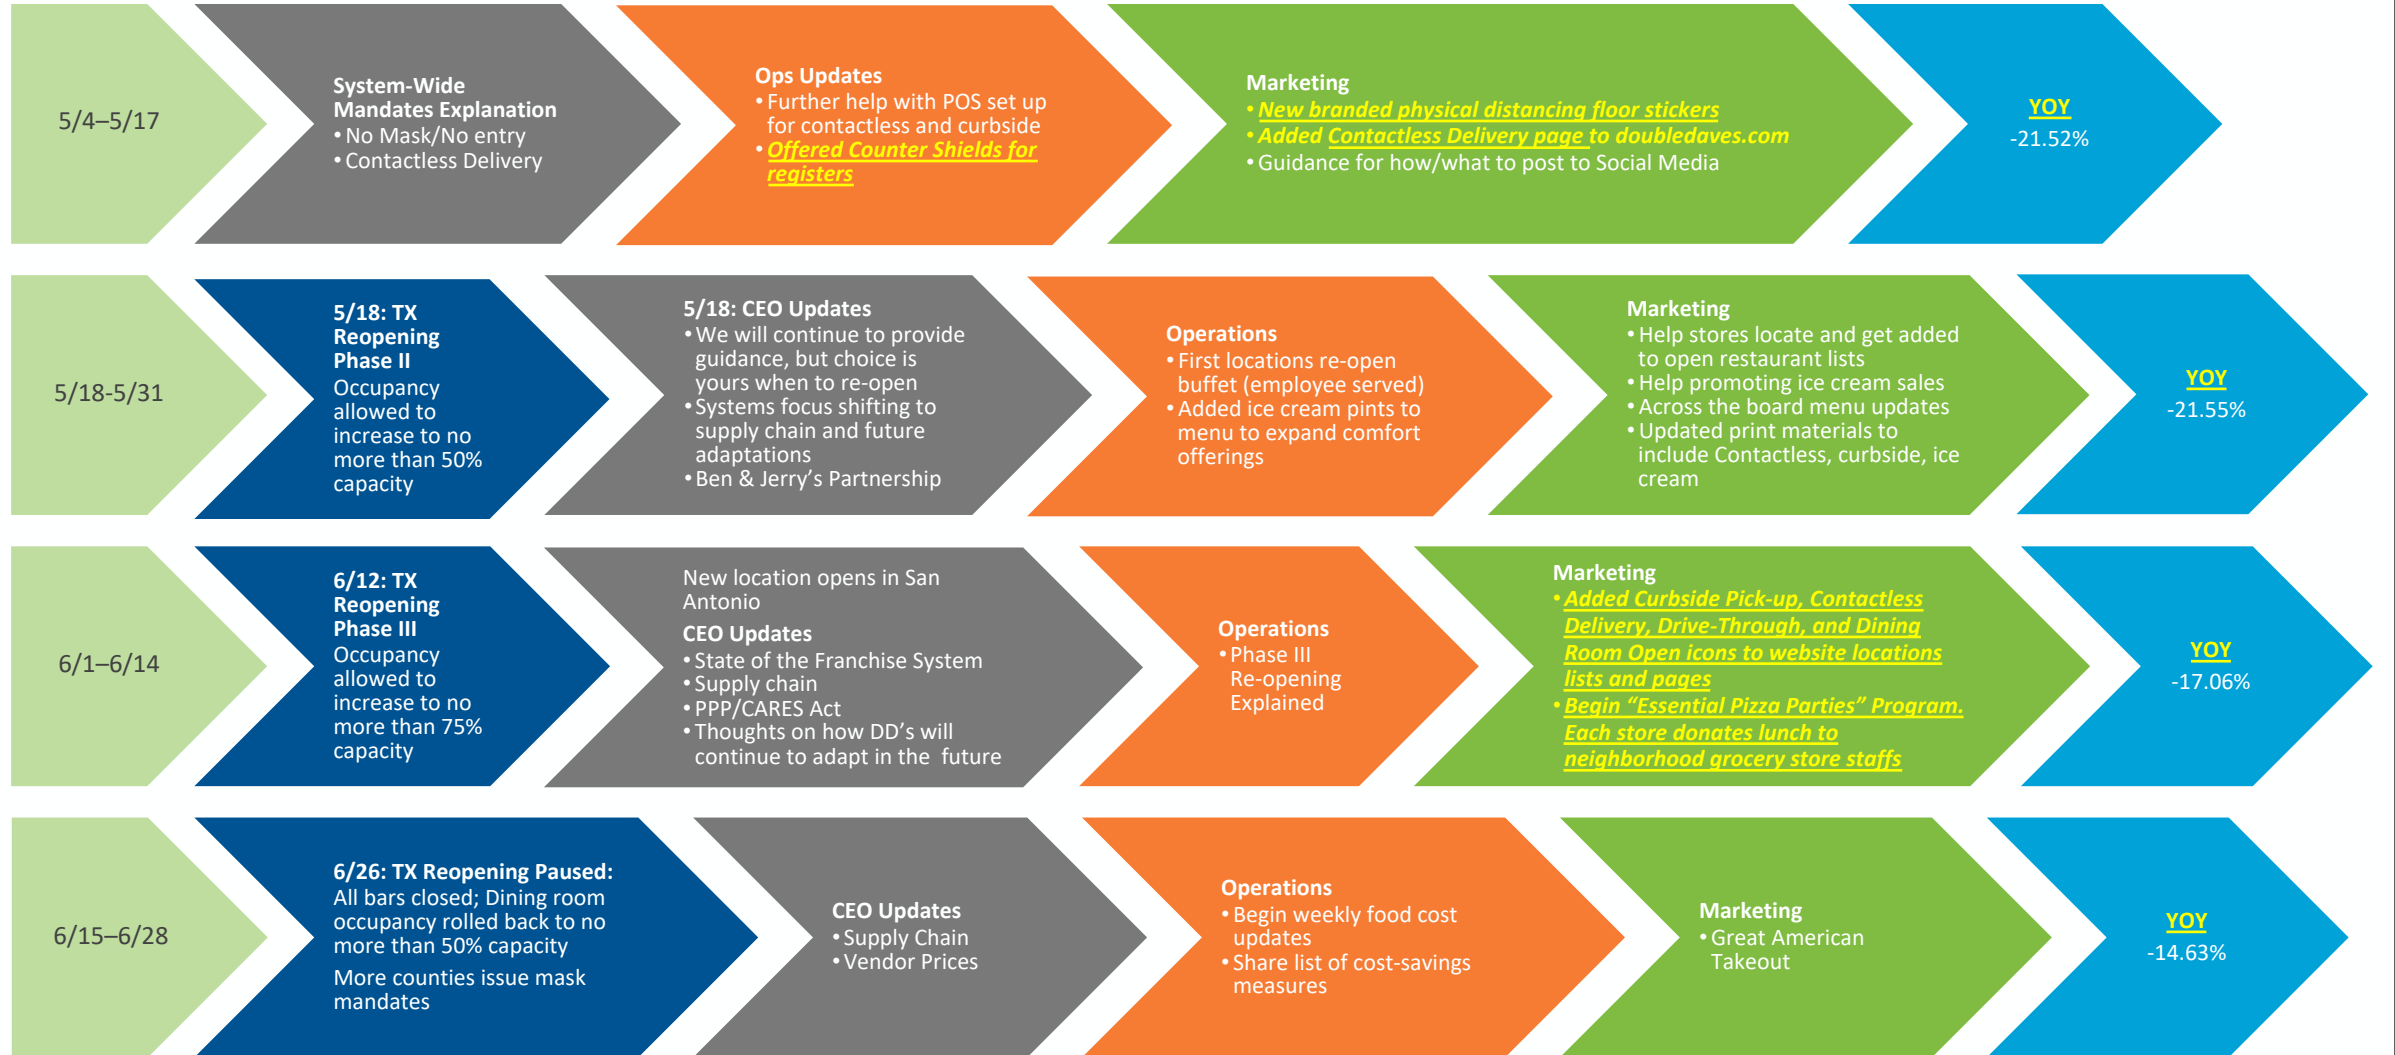 5/4–5/17
System-Wide
Mandates Explanation
• No Mask/No entry
• Contactless Delivery
Ops Updates
• Further help with POS set up
for contactless and curbside
• Offered Counter Shields for
registers
Marketing
• New branded physical distancing floor stickers
• Added Contactless Delivery page to doubledaves.com
• Guidance for how/what to post to Social Media
YOY
-21.52%
5/18-5/31
5/18: TX
Reopening
Phase II
Occupancy
allowed to
increase to no
more than 50%
capacity
5/18: CEO Updates
• We will continue to provide
guidance, but choice is
yours when to re-open
• Systems focus shifting to
supply chain and future
adaptations
• Ben & Jerry’s Partnership
Operations
• First locations re-open
buffet (employee served)
• Added ice cream pints to
menu to expand comfort
offerings
Marketing
• Help stores locate and get added
to open restaurant lists
• Help promoting ice cream sales
• Across the board menu updates
• Updated print materials to
include Contactless, curbside, ice
cream
YOY
-21.55%
6/1–6/14
6/12: TX
Reopening
Phase III
Occupancy
allowed to
increase to no
more than 75%
capacity
New location opens in San
Antonio
CEO Updates
• State of the Franchise System
• Supply chain
• PPP/CARES Act
• Thoughts on how DD’s will
continue to adapt in the future
Operations
• Phase III
Re-opening
Explained
Marketing
• Added Curbside Pick-up, Contactless
Delivery, Drive-Through, and Dining
Room Open icons to website locations
lists and pages
• Begin “Essential Pizza Parties” Program.
Each store donates lunch to
neighborhood grocery store staffs
YOY
-17.06%
6/15–6/28
6/26: TX Reopening Paused:
All bars closed; Dining room
occupancy rolled back to no
more than 50% capacity
More counties issue mask
mandates
CEO Updates
• Supply Chain
• Vendor Prices
Operations
• Begin weekly food cost
updates
• Share list of cost-savings
measures
Marketing
• Great American
Takeout
YOY
-14.63%